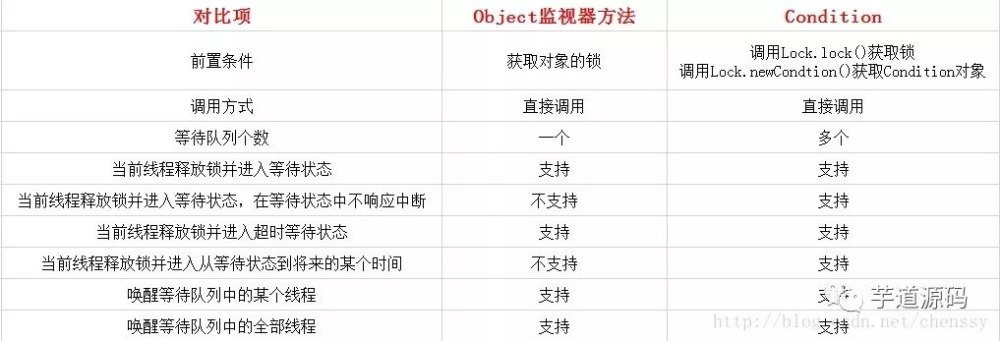 对比项 Object监视器方法 Condition
前置条件 获取对象的锁 调用Lock.lock()获取锁
调用Lock.newCondtion()获取Condition对象
调用方式 直接调用 直接调用
等待队列个数 一个 多个
当前线程释放锁并进入等待状态 支持 支持
当前线程释放锁并进入等待状态，在等待状态中不响应中断 不支持 支持
当前线程释放锁并进入超时等待状态 支持 支持
当前线程释放锁并进入从等待状态到将来的某个时间 不支持 支持
唤醒等待队列中的某个线程 支持 支持
芋道源码
唤醒等待队列中的全部线程 支持 支持
http://blog.csdn.net/chenssy